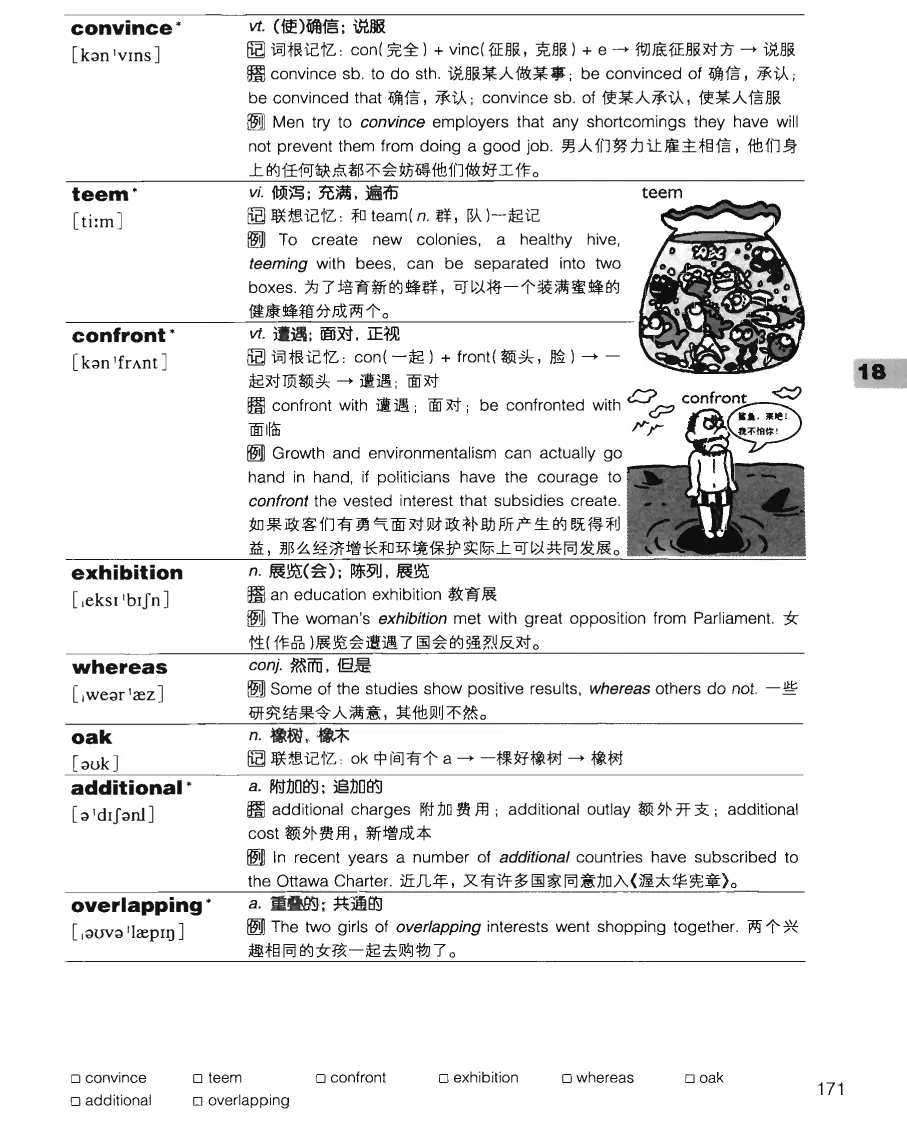 convince*
[kən'vɪns]
vt. (使)确信; 说服
记 词根记忆: con(完全) + vinc(征服, 克服) + e → 彻底征服对方 → 说服
搭 convince sb. to do sth. 说服某人做某事; be convinced of 确信, 承认;
be convinced that 确信, 承认; convince sb. of 使某人承认, 使某人信服
例 Men try to convince employers that any shortcomings they have will
not prevent them from doing a good job. 男人们努力让雇主相信, 他们身
上的任何缺点都不会妨碍他们做好工作。
teem*
[tiːm]
vi. 倾泻; 充满, 遍布
记 联想记忆: 和 team(n. 群, 队)一起记
例 To create new colonies, a healthy hive,
teeming with bees, can be separated into two
boxes. 为了培育新的蜂群, 可以将一个装满蜜蜂的
健康蜂箱分成两个。
teem
confront*
[kən'frʌnt]
vt. 遭遇; 面对, 正视
记 词根记忆: con(一起) + front(额头, 脸) → 一
起对顶额头 → 遭遇; 面对
搭 confront with 遭遇; 面对; be confronted with
面临
例 Growth and environmentalism can actually go
hand in hand, if politicians have the courage to
confront the vested interest that subsidies create.
如果政客们有勇气面对财政补助所产生的既得利
益, 那么经济增长和环境保护实际上可以共同发展。
confront
鲨鱼, 来吧!
我不怕你!
18
exhibition
[ˌeksɪ'bɪʃn]
n. 展览(会); 陈列, 展览
搭 an education exhibition 教育展
例 The woman's exhibition met with great opposition from Parliament. 女
性(作品)展览会遭遇了国会的强烈反对。
whereas
[ˌweər'æz]
conj. 然而, 但是
例 Some of the studies show positive results, whereas others do not. 一些
研究结果令人满意, 其他则不然。
oak
[əʊk]
n. 橡树, 橡木
记 联想记忆: ok 中间有个 a → 一棵好橡树 → 橡树
additional*
[ə'dɪʃənl]
a. 附加的; 追加的
搭 additional charges 附加费用; additional outlay 额外开支; additional
cost 额外费用, 新增成本
例 In recent years a number of additional countries have subscribed to
the Ottawa Charter. 近几年, 又有许多国家同意加入《渥太华宪章》。
overlapping*
[ˌəʊvə'læpɪŋ]
a. 重叠的; 共通的
例 The two girls of overlapping interests went shopping together. 两个兴
趣相同的女孩一起去购物了。
□ convince □ teem □ confront □ exhibition □ whereas □ oak
□ additional □ overlapping
171